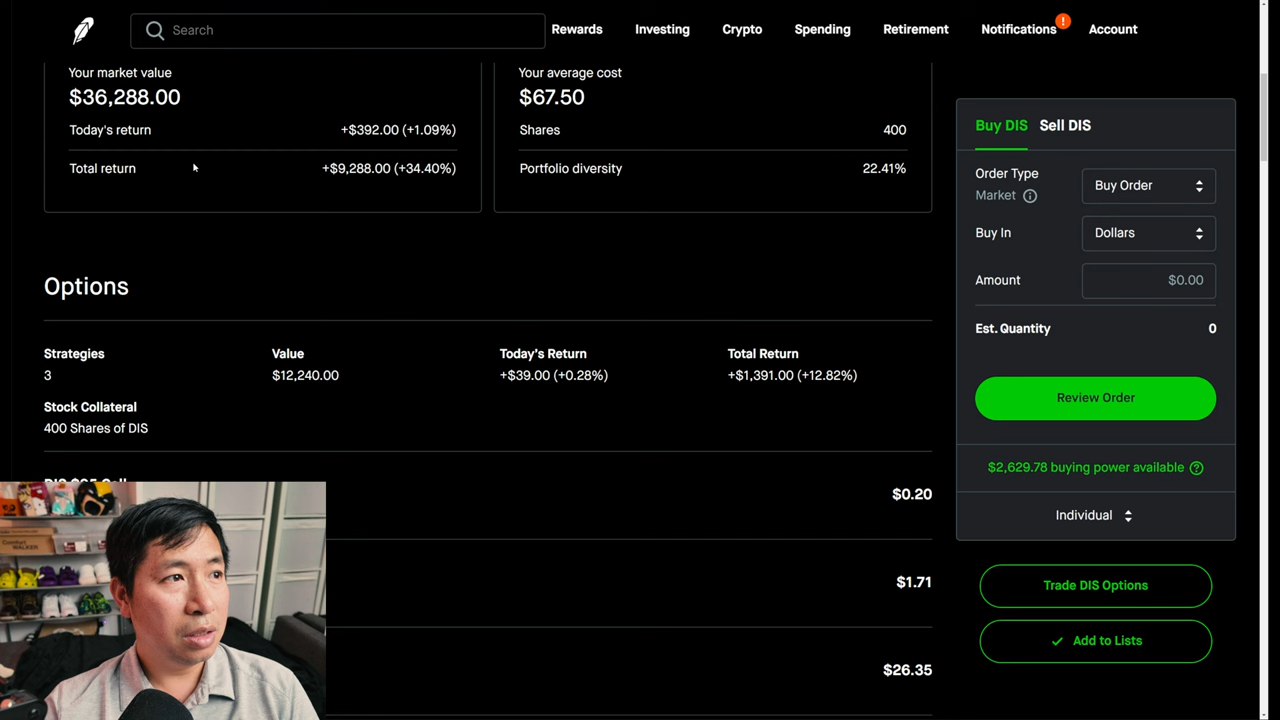 Search
Rewards
Investing
Crypto
Spending
Retirement
Notifications
!
Account
Your market value
$36,288.00
Today's return
+$392.00 (+1.09%)
Total return
+$9,288.00 (+34.40%)
Your average cost
$67.50
Shares
400
Portfolio diversity
22.41%
Options
Strategies
3
Value
$12,240.00
Today's Return
+$39.00 (+0.28%)
Total Return
+$1,391.00 (+12.82%)
Stock Collateral
400 Shares of DIS
$0.20
$1.71
$26.35
Buy DIS
Sell DIS
Order Type
Market
Buy Order
Buy In
Dollars
Amount
$0.00
Est. Quantity
0
Review Order
$2,629.78 buying power available
Individual
Trade DIS Options
Add to Lists